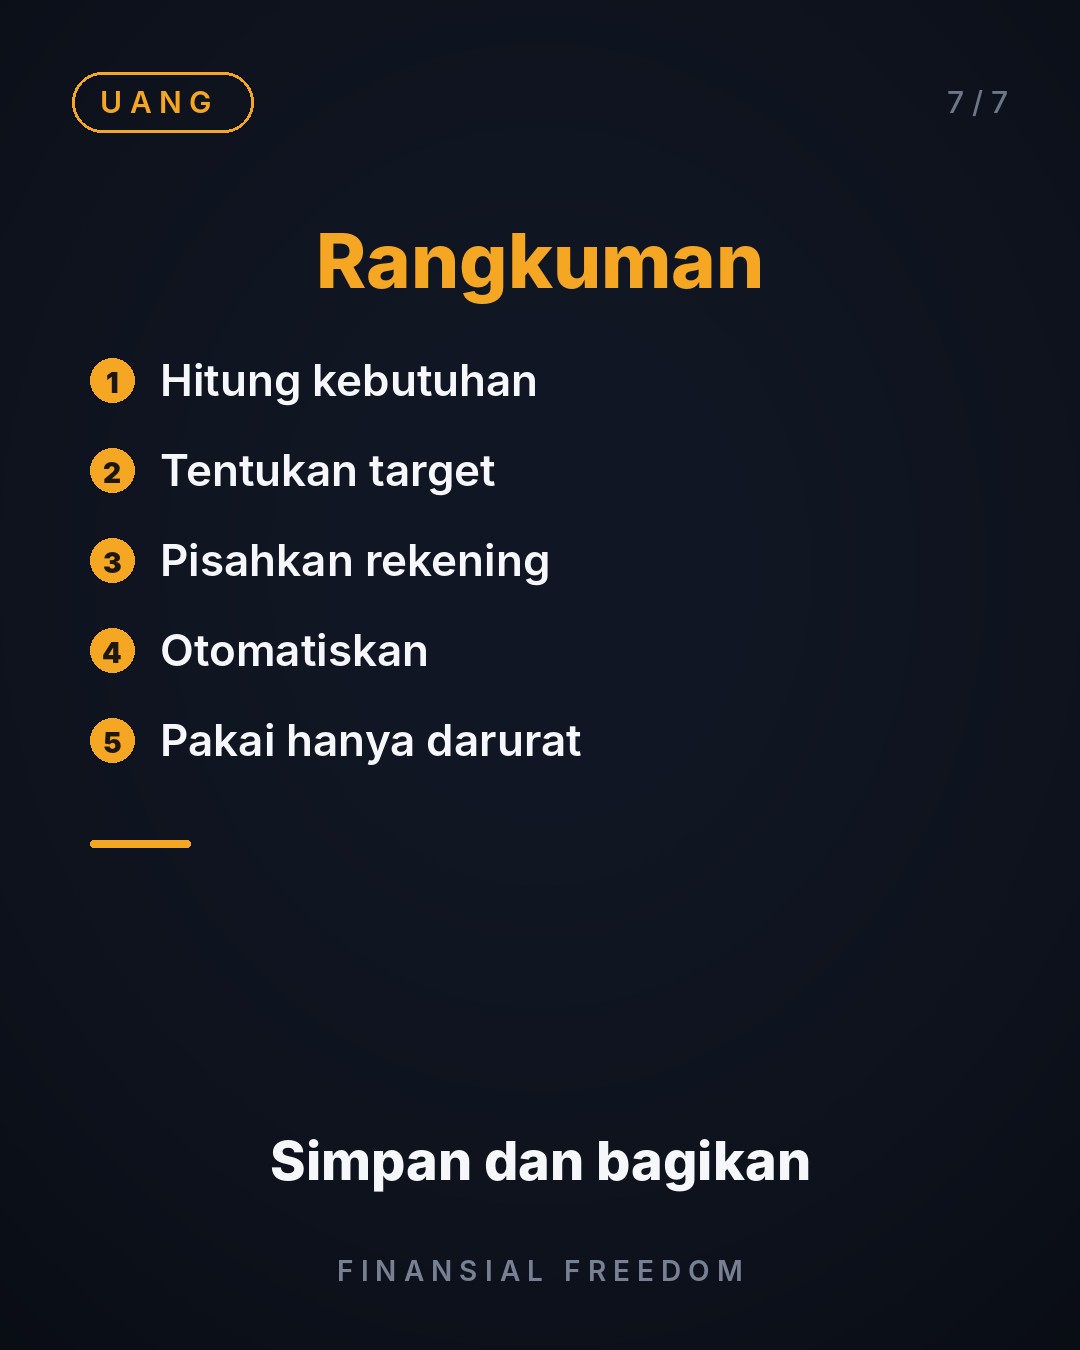 UANG
7/7
Rangkuman
1 Hitung kebutuhan
2 Tentukan target
3 Pisahkan rekening
4 Otomatiskan
5 Pakai hanya darurat
Simpan dan bagikan
FINANSIAL FREEDOM